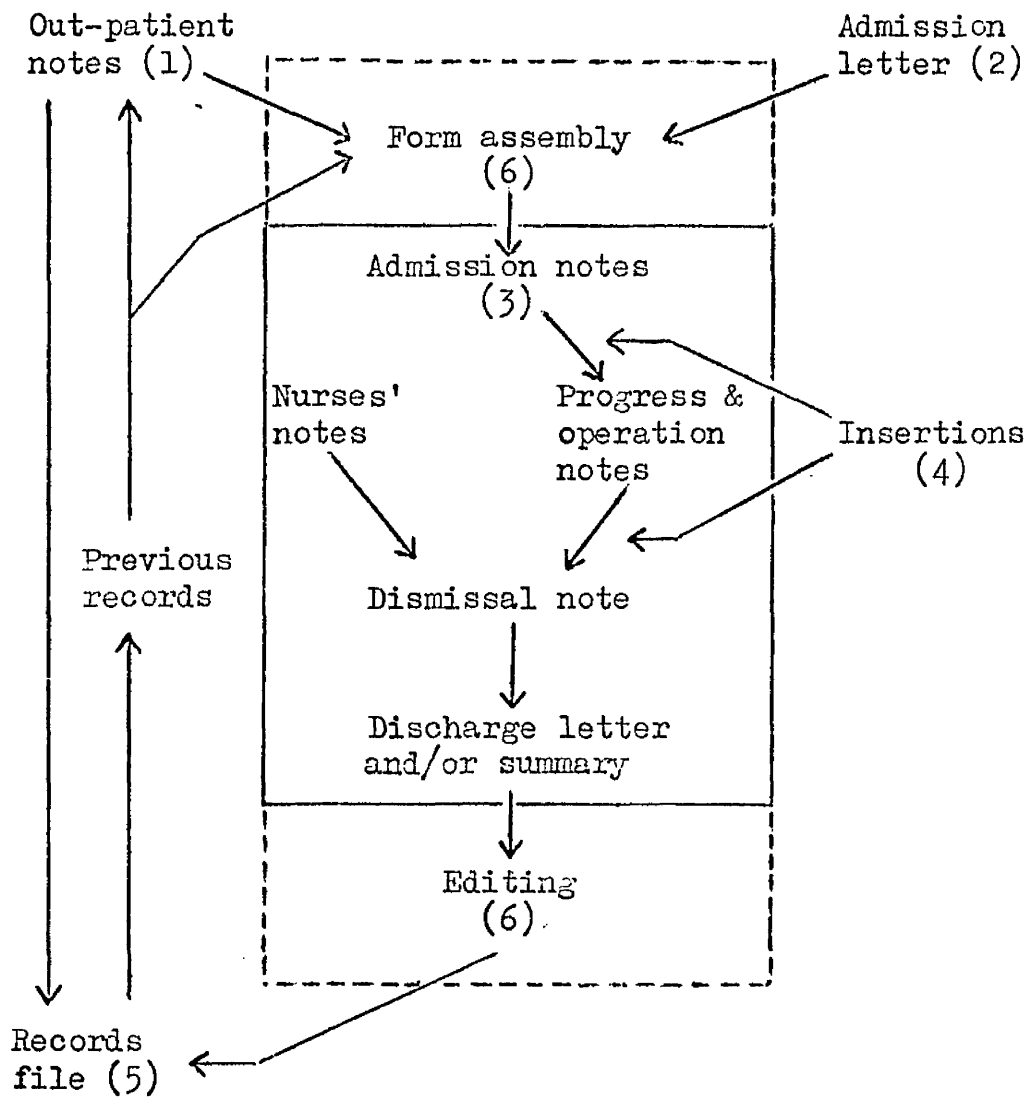 Out-patient
notes (1)
Admission
letter (2)
Form assembly
(6)
Admission notes
(3)
Nurses'
notes
Progress &
operation
notes
Insertions
(4)
Previous
records
Dismissal note
Discharge letter
and/or summary
Editing
(6)
Records
file (5)